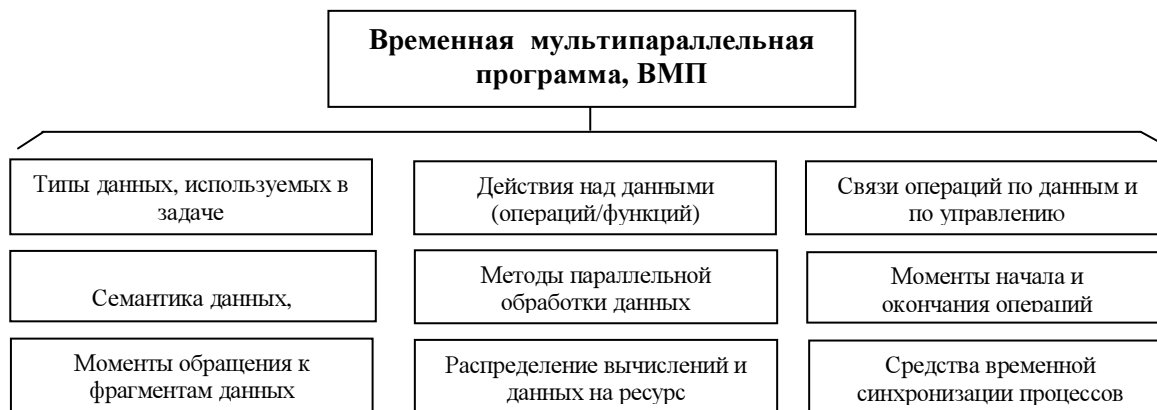 Временная мультипараллельная
программа, ВМП
Типы данных, используемых в
задаче
Действия над данными
(операций/функций)
Связи операций по данным и
по управлению
Семантика данных,
Методы параллельной
обработки данных
Моменты начала и
окончания операций
Моменты обращения к
фрагментам данных
Распределение вычислений и
данных на ресурс
Средства временной
синхронизации процессов